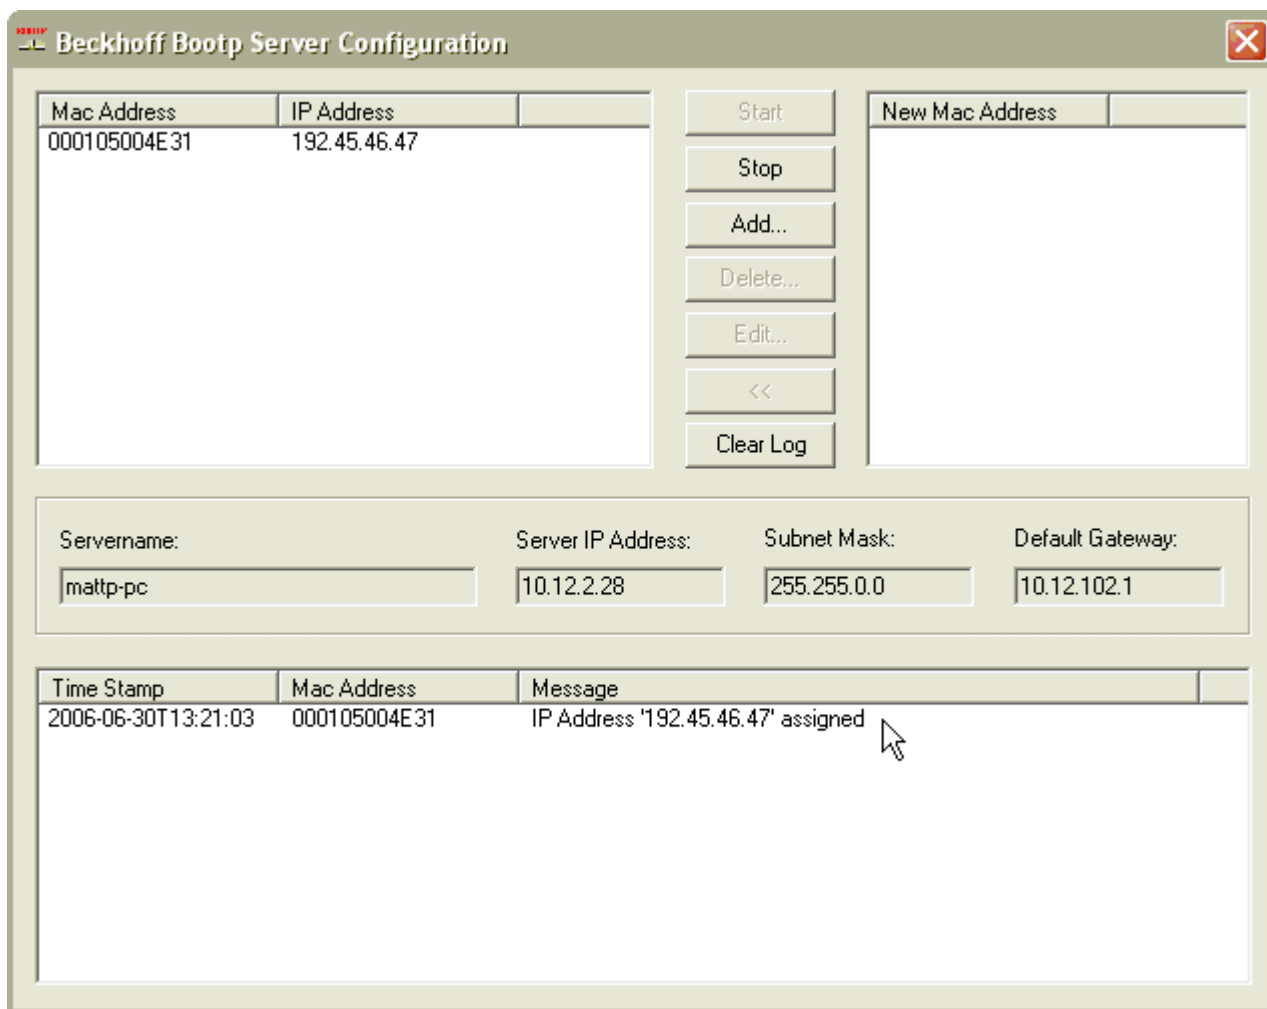 Beckhoff Bootp Server Configuration
Mac Address IP Address
000105004E31 192.45.46.47
Start
Stop
Add...
Delete...
Edit...
<<
Clear Log
New Mac Address
Servername: Server IP Address: Subnet Mask: Default Gateway:
mattp-pc 10.12.2.28 255.255.0.0 10.12.102.1
Time Stamp Mac Address Message
2006-06-30T13:21:03 000105004E31 IP Address '192.45.46.47' assigned